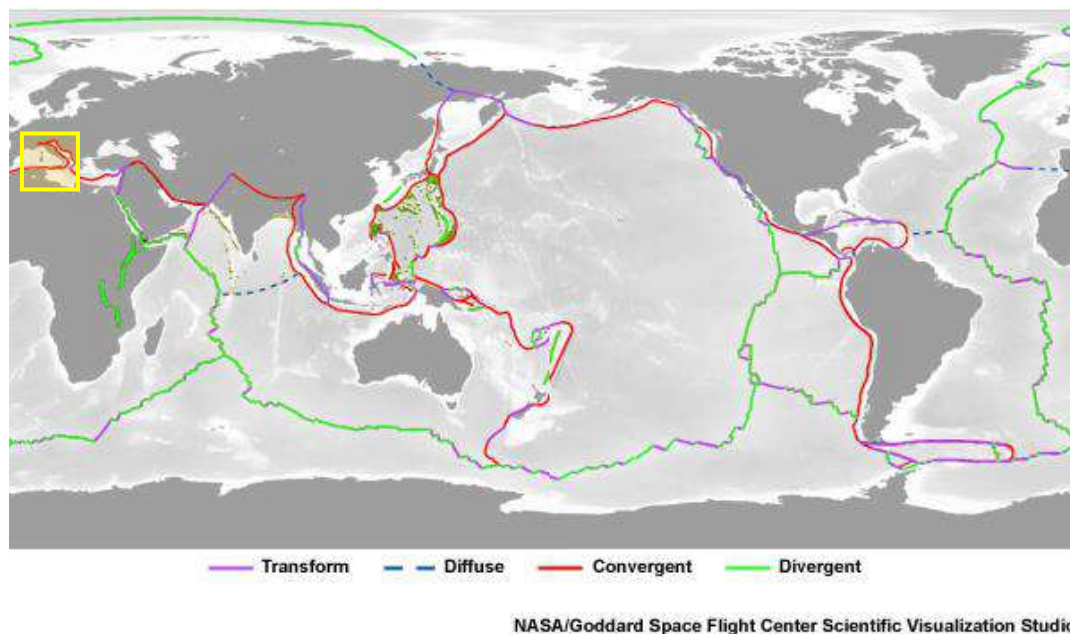 Transform Diffuse Convergent Divergent
NASA/Goddard Space Flight Center Scientific Visualization Studio